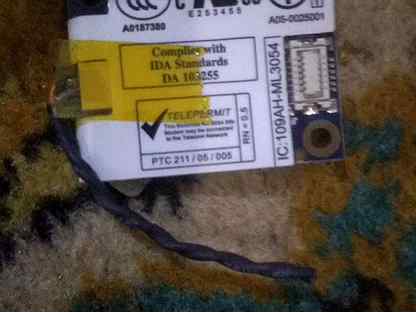 E253455
A0187380
A05-0025001
Complies with
IDA Standards
DA 103255
TELEPERMIT
PTC 211 / 05 / 005
RN = 0.5
IC:109AH-ML3054